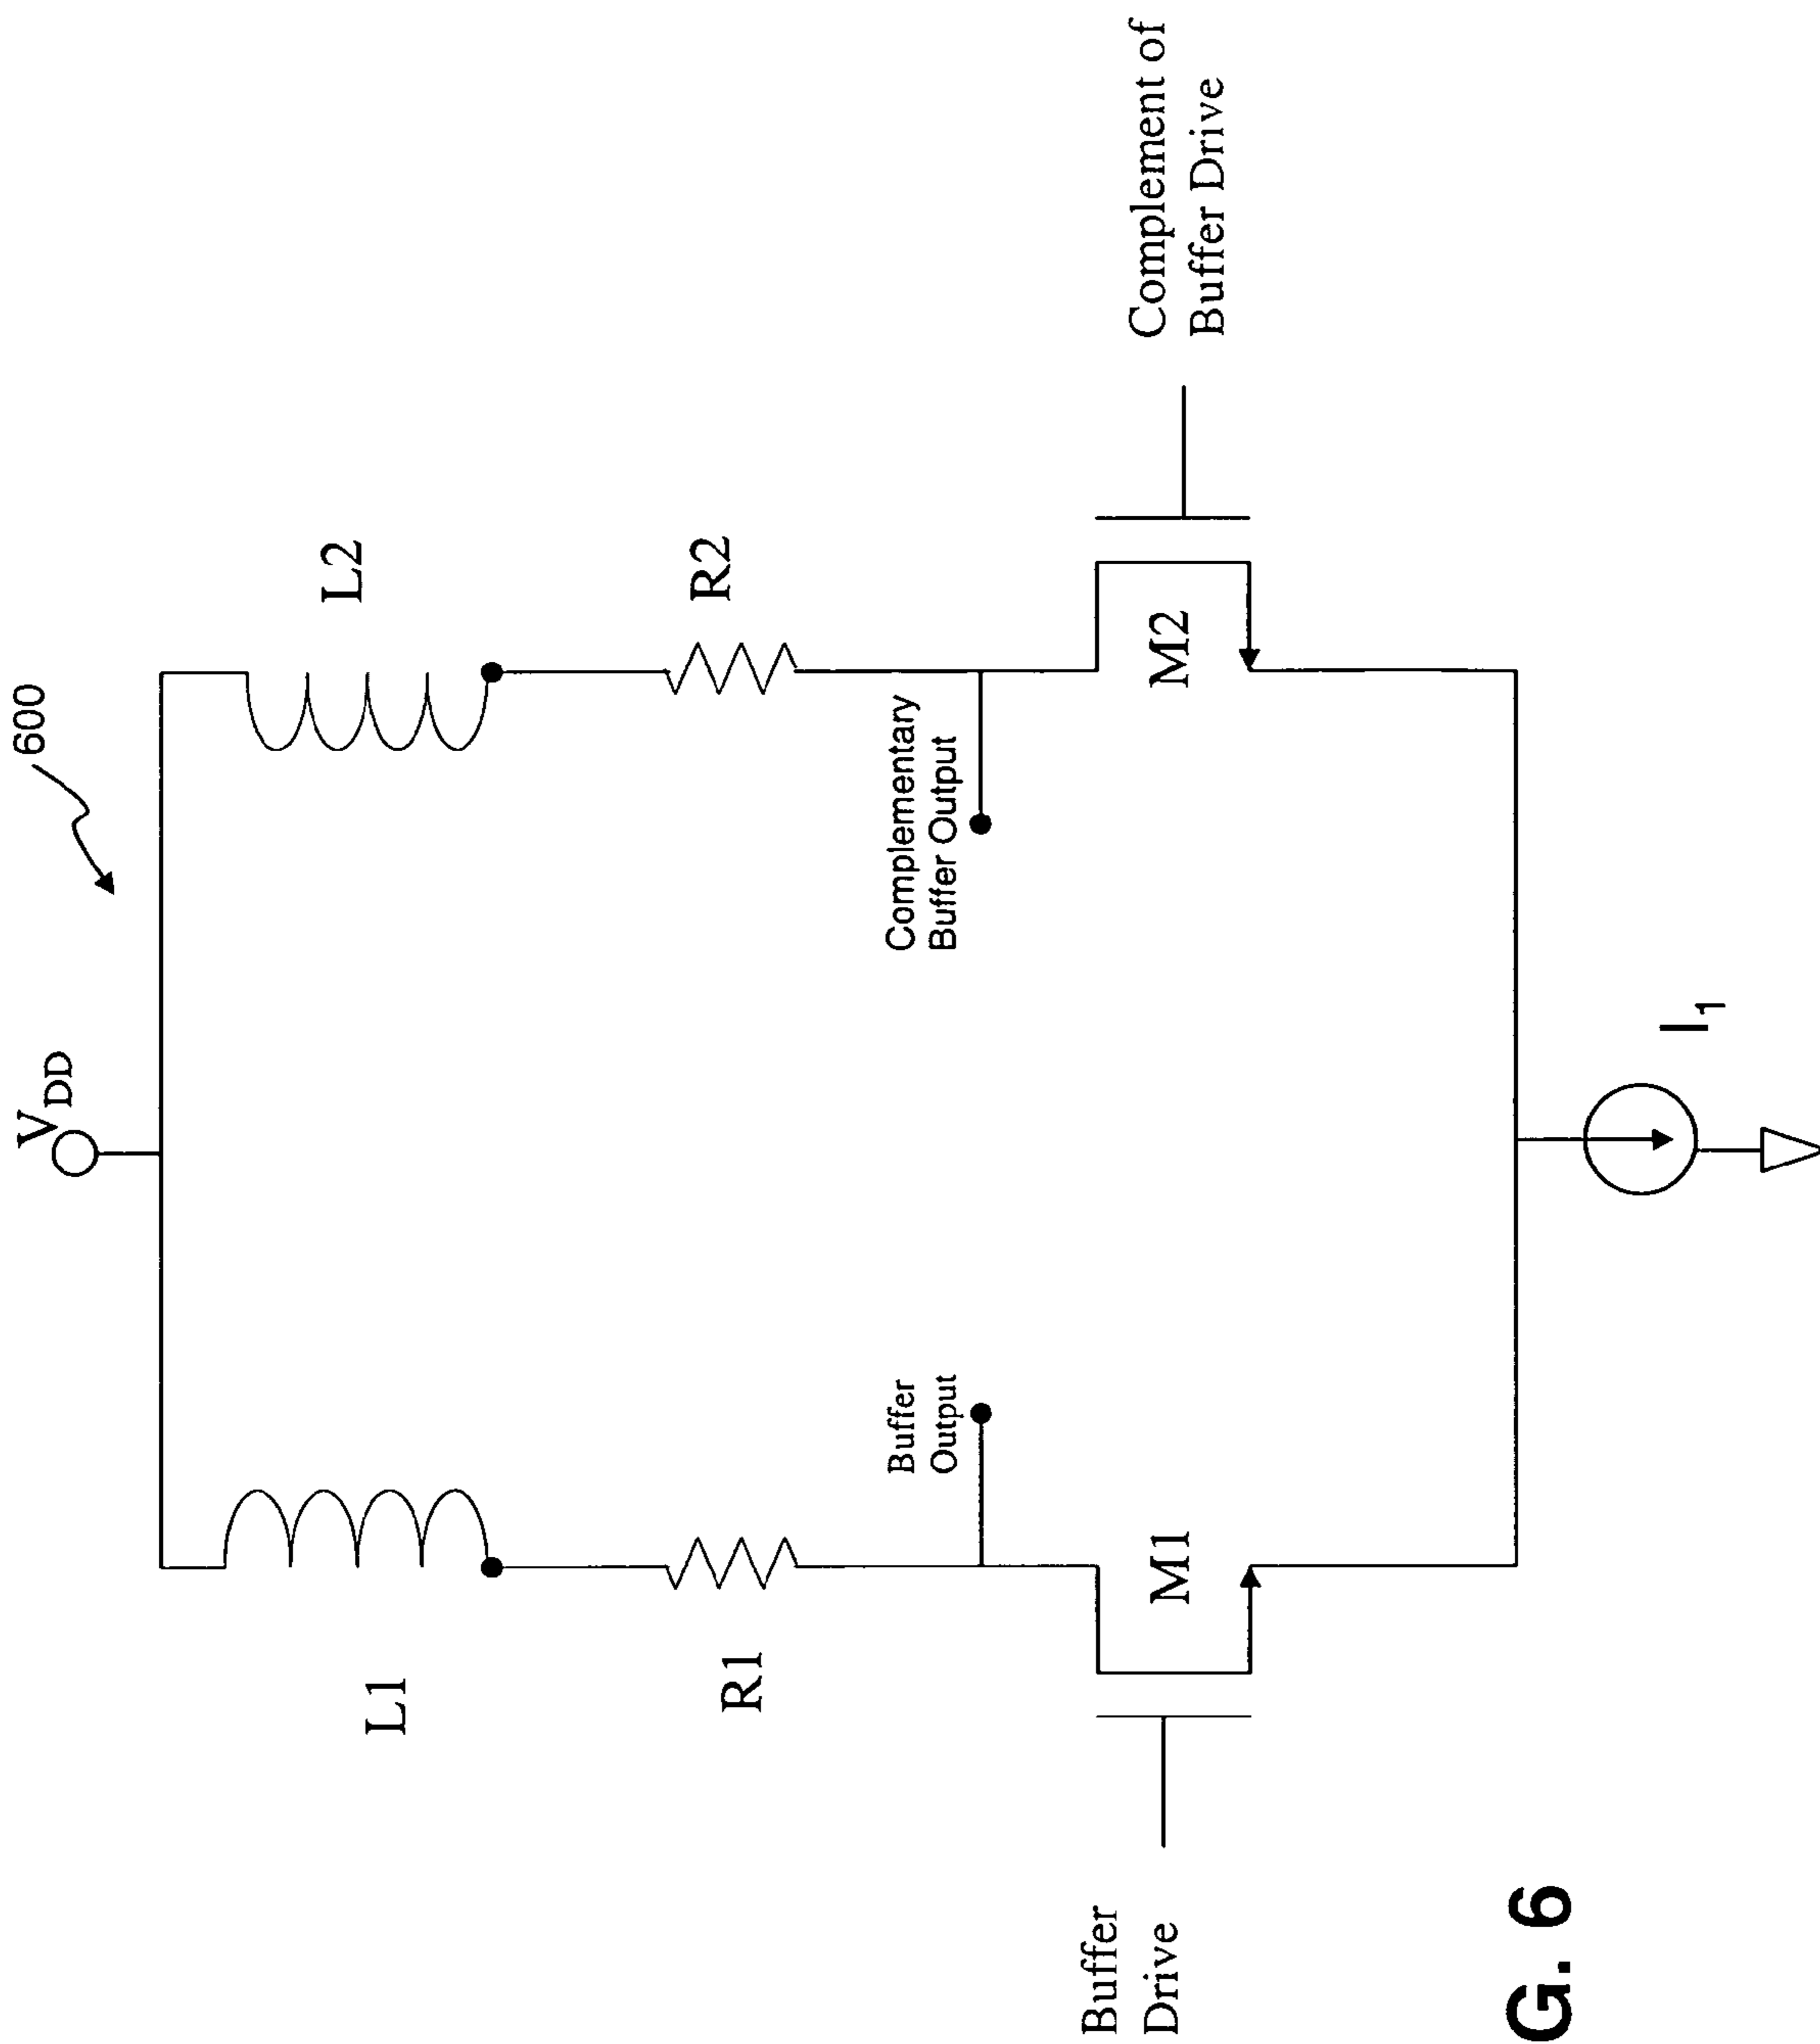 600
V DD
L1
L2
R1
R2
Buffer
Output
Complementary
Buffer Output
M1
M2
Buffer
Drive
Complement of
Buffer Drive
I1
G. 6